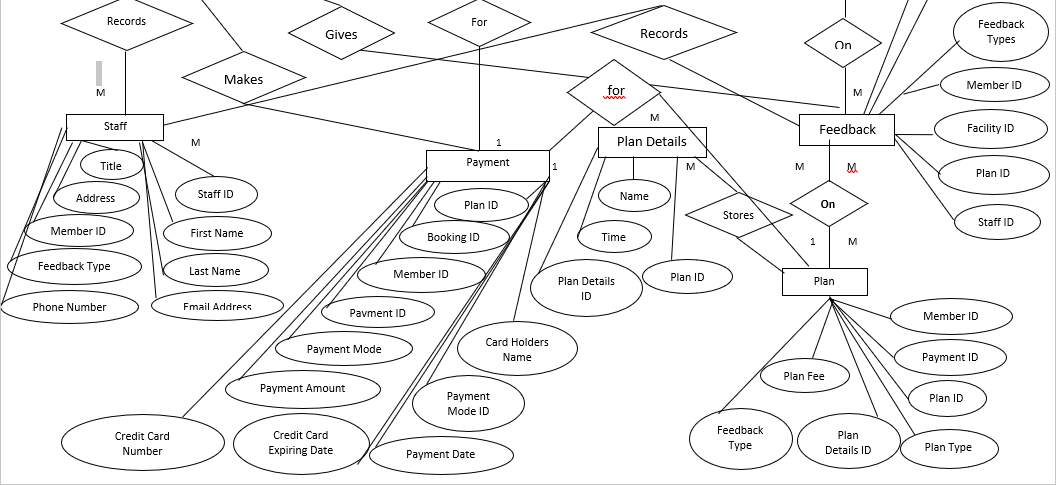 Records
Gives
For
Records
On
Feedback
Types
Makes
for
Member ID
M
M
M
Staff
Feedback
Facility ID
M
1
Plan Details
Payment
1
M
M
M
Title
Plan ID
Staff ID
Address
Plan ID
Name
Stores
On
Staff ID
Member ID
First Name
Booking ID
Time
1
M
Feedback Type
Last Name
Member ID
Plan Details
ID
Plan ID
Plan
Phone Number
Email Address
Payment ID
Member ID
Payment Mode
Card Holders
Name
Payment ID
Plan Fee
Payment Amount
Payment
Mode ID
Plan ID
Credit Card
Number
Credit Card
Expiring Date
Payment Date
Feedback
Type
Plan
Details ID
Plan Type